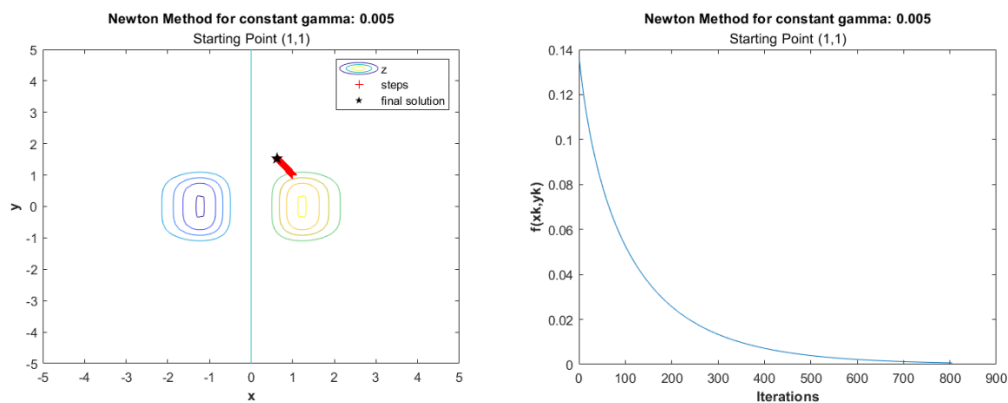 Newton Method for constant gamma: 0.005
Starting Point (1,1)
5
4
3
2
1
0
-1
-2
-3
-4
-5
y
-5 -4 -3 -2 -1 0 1 2 3 4 5
x
z
steps
final solution
Newton Method for constant gamma: 0.005
Starting Point (1,1)
0.14
0.12
0.1
0.08
0.06
0.04
0.02
0
f(xk,yk)
0 100 200 300 400 500 600 700 800 900
Iterations